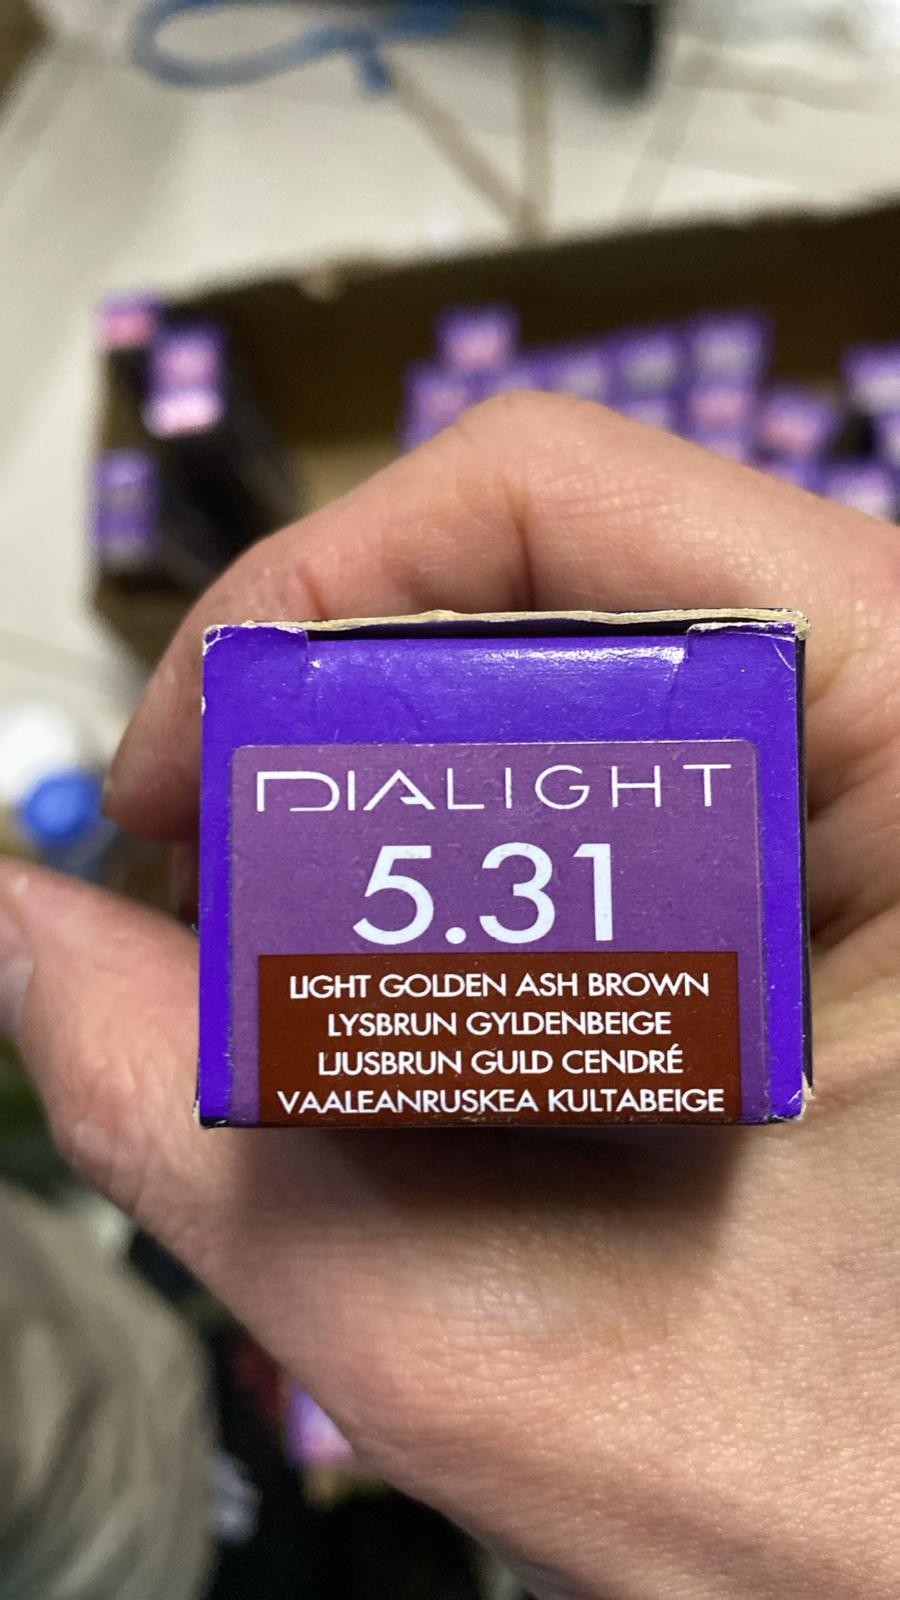 DIALIGHT
5.31
LIGHT GOLDEN ASH BROWN
LYSBRUN GYLDENBEIGE
LJUSBRUN GULD CENDRÉ
VAALEANRUSKEA KULTABEIGE